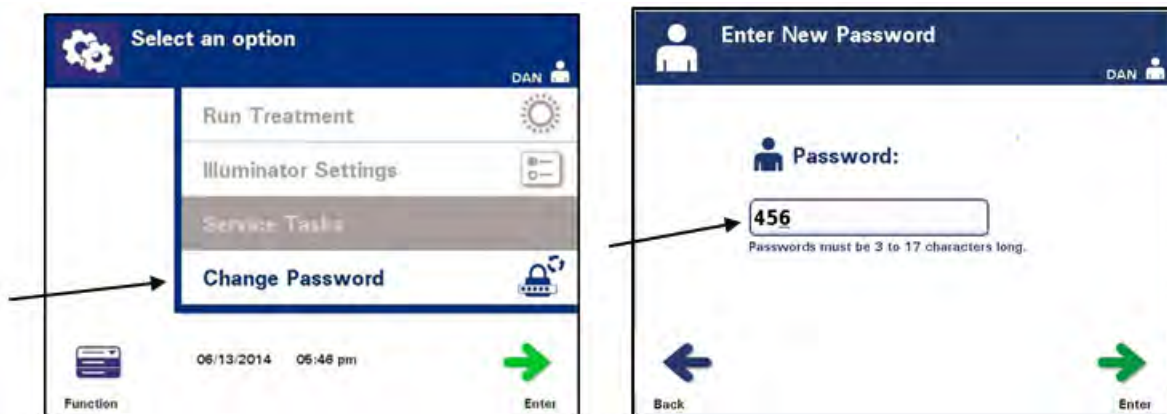 Select an option
DAN
Run Treatment
Illuminator Settings
Service Tasks
Change Password
06/13/2014 05:46 pm
Function
Enter
Enter New Password
DAN
Password:
456
Passwords must be 3 to 17 characters long.
Back
Enter